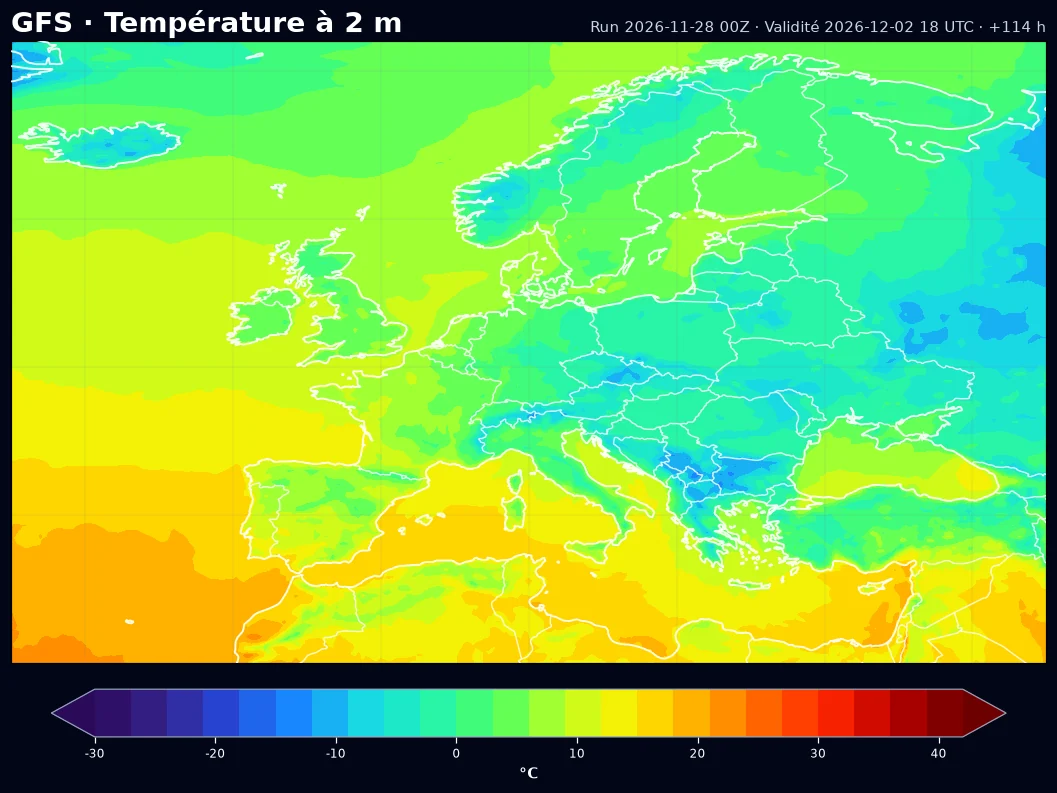 GFS · Température à 2 m
Run 2026-11-28 00Z · Validité 2026-12-02 18 UTC · +114 h
-30 -20 -10 0 10 20 30 40
°C